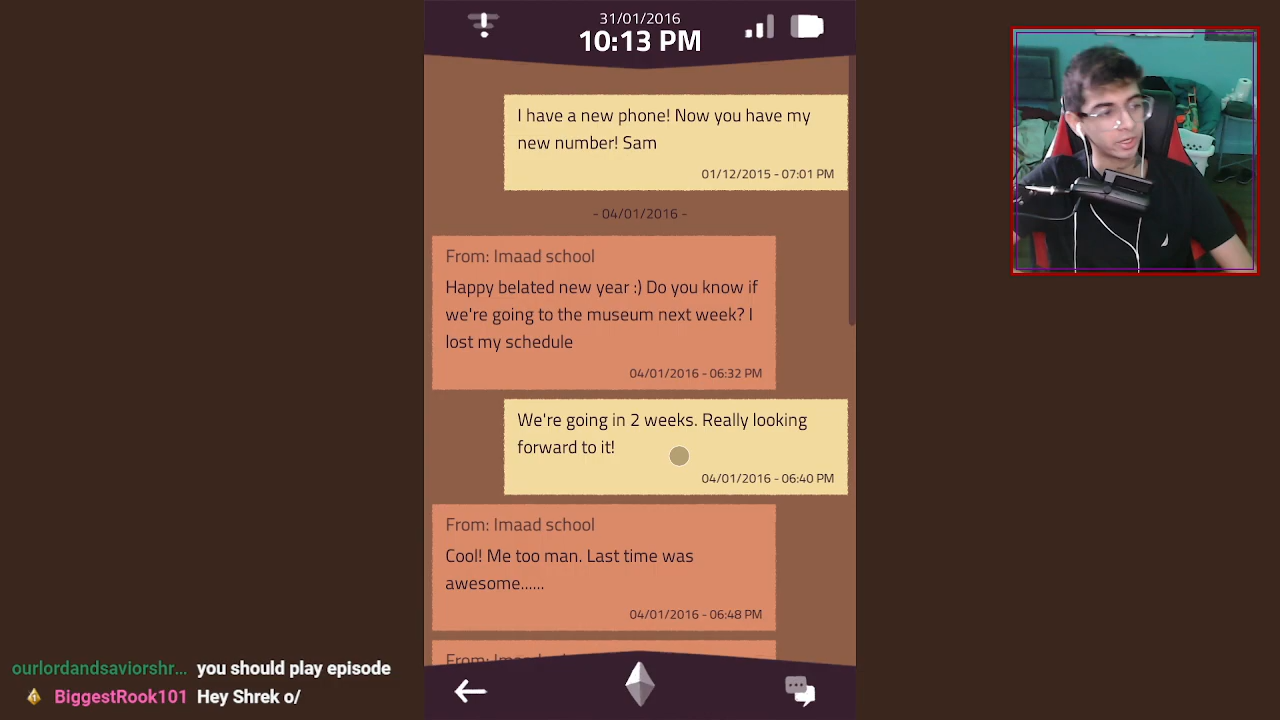 31/01/2016
10:13 PM
I have a new phone! Now you have my
new number! Sam
01/12/2015 - 07:01 PM
- 04/01/2016 -
From: Imaad school
Happy belated new year :) Do you know if
we're going to the museum next week? I
lost my schedule
04/01/2016 - 06:32 PM
We're going in 2 weeks. Really looking
forward to it!
04/01/2016 - 06:40 PM
From: Imaad school
Cool! Me too man. Last time was
awesome......
04/01/2016 - 06:48 PM
From:
ourlordandsaviorshr... you should play episode
BiggestRook101 Hey Shrek o/